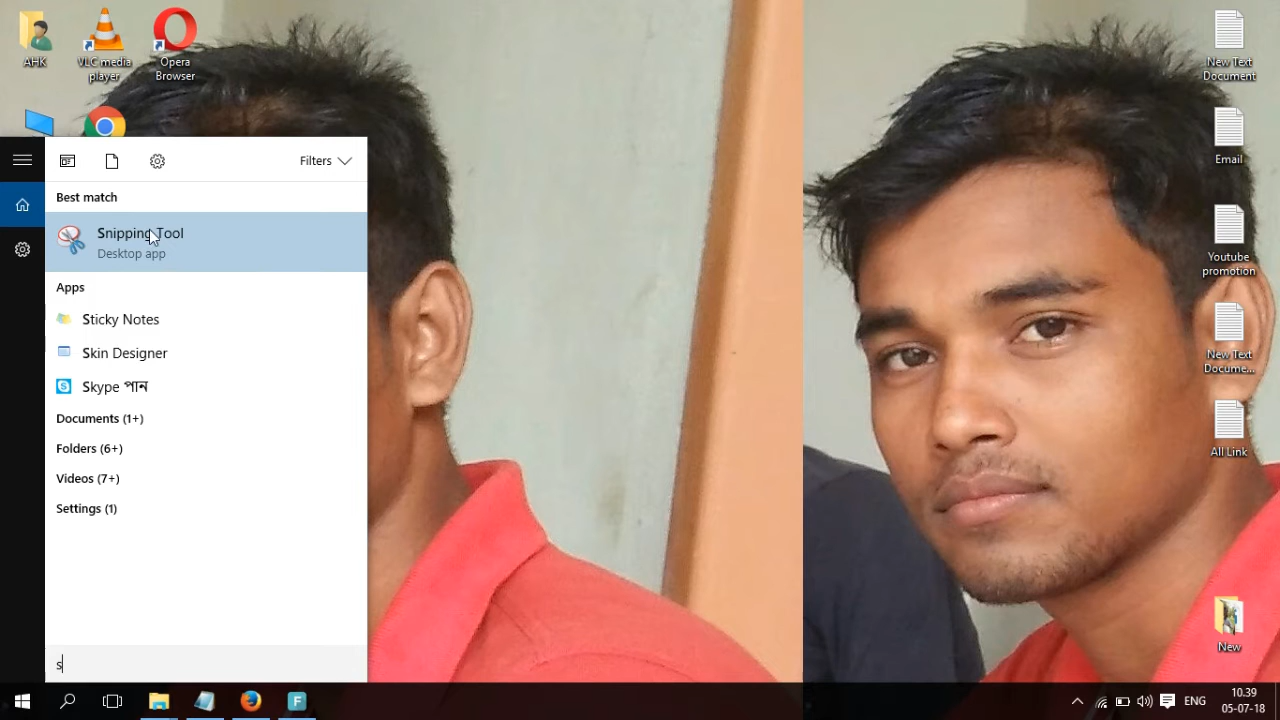 AHK
VLC media
player
Opera
Browser
Filters
Best match
Snipping Tool
Desktop app
Apps
Sticky Notes
Skin Designer
Skype পান
Documents (1+)
Folders (6+)
Videos (7+)
Settings (1)
s
New Text
Document
Email
Youtube
promotion
New Text
Docume...
All Link
New
F
ENG
10.39
05-07-18